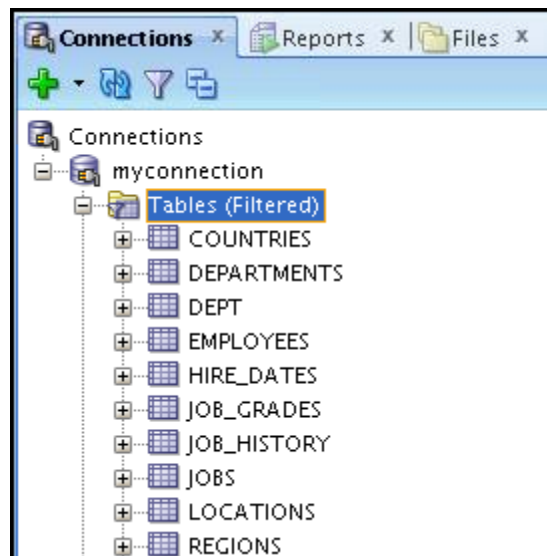 Connections Reports Files
Connections
myconnection
Tables (Filtered)
COUNTRIES
DEPARTMENTS
DEPT
EMPLOYEES
HIRE_DATES
JOB_GRADES
JOB_HISTORY
JOBS
LOCATIONS
REGIONS